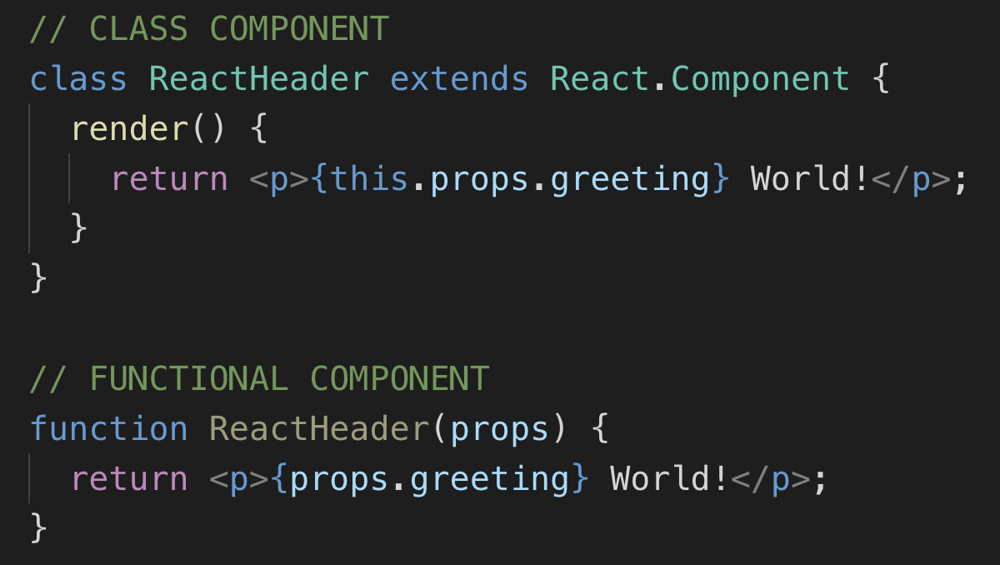 // CLASS COMPONENT
class ReactHeader extends React.Component {
  render() {
    return <p>{this.props.greeting} World!</p>;
  }
}

// FUNCTIONAL COMPONENT
function ReactHeader(props) {
  return <p>{props.greeting} World!</p>;
}